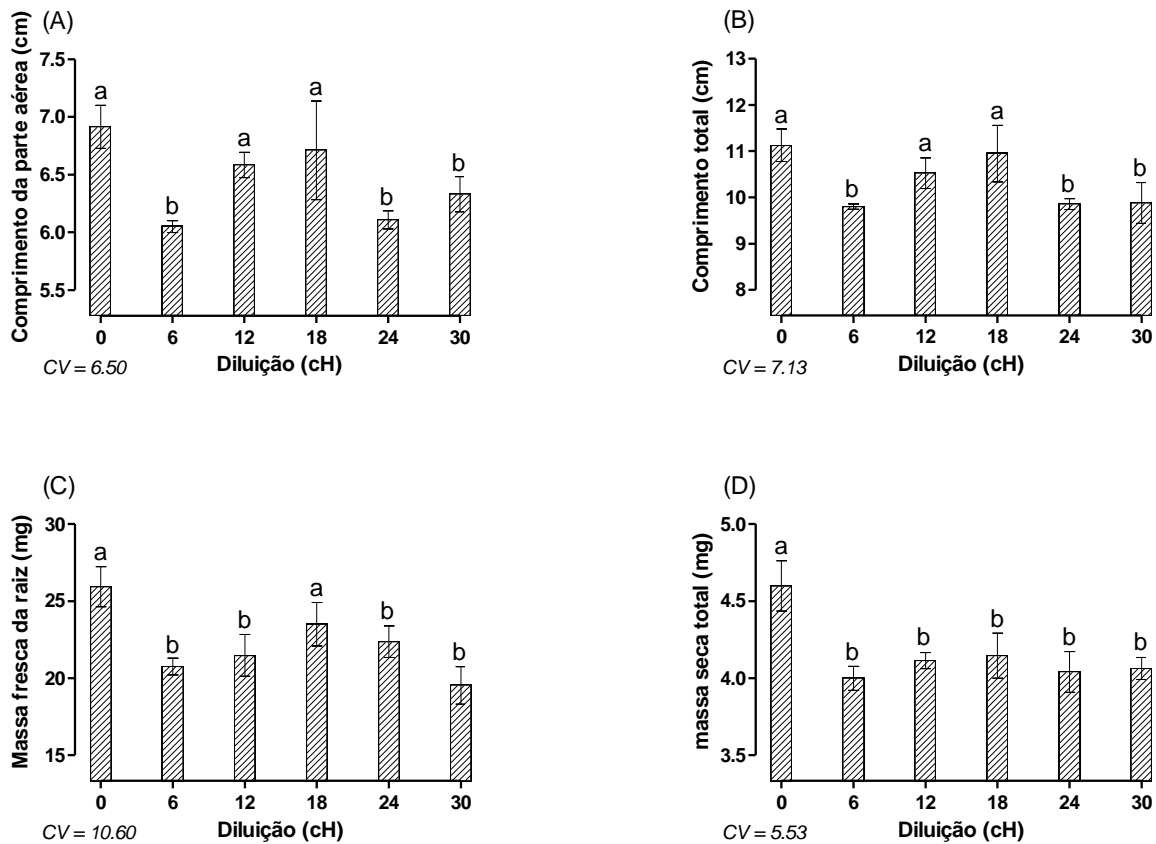 (A)
Comprimento da parte aérea (cm)
7.5
7.0
6.5
6.0
5.5
a
b
a
a
b
b
0 6 12 18 24 30
Diluição (cH)
CV = 6.50
(B)
Comprimento total (cm)
13
12
11
10
9
8
a
b
a
a
b
b
0 6 12 18 24 30
Diluição (cH)
CV = 7.13
(C)
Massa fresca da raiz (mg)
30
25
20
15
a
b
b
a
b
b
0 6 12 18 24 30
Diluição (cH)
CV = 10.60
(D)
massa seca total (mg)
5.0
4.5
4.0
3.5
a
b
b
b
b
b
0 6 12 18 24 30
Diluição (cH)
CV = 5.53